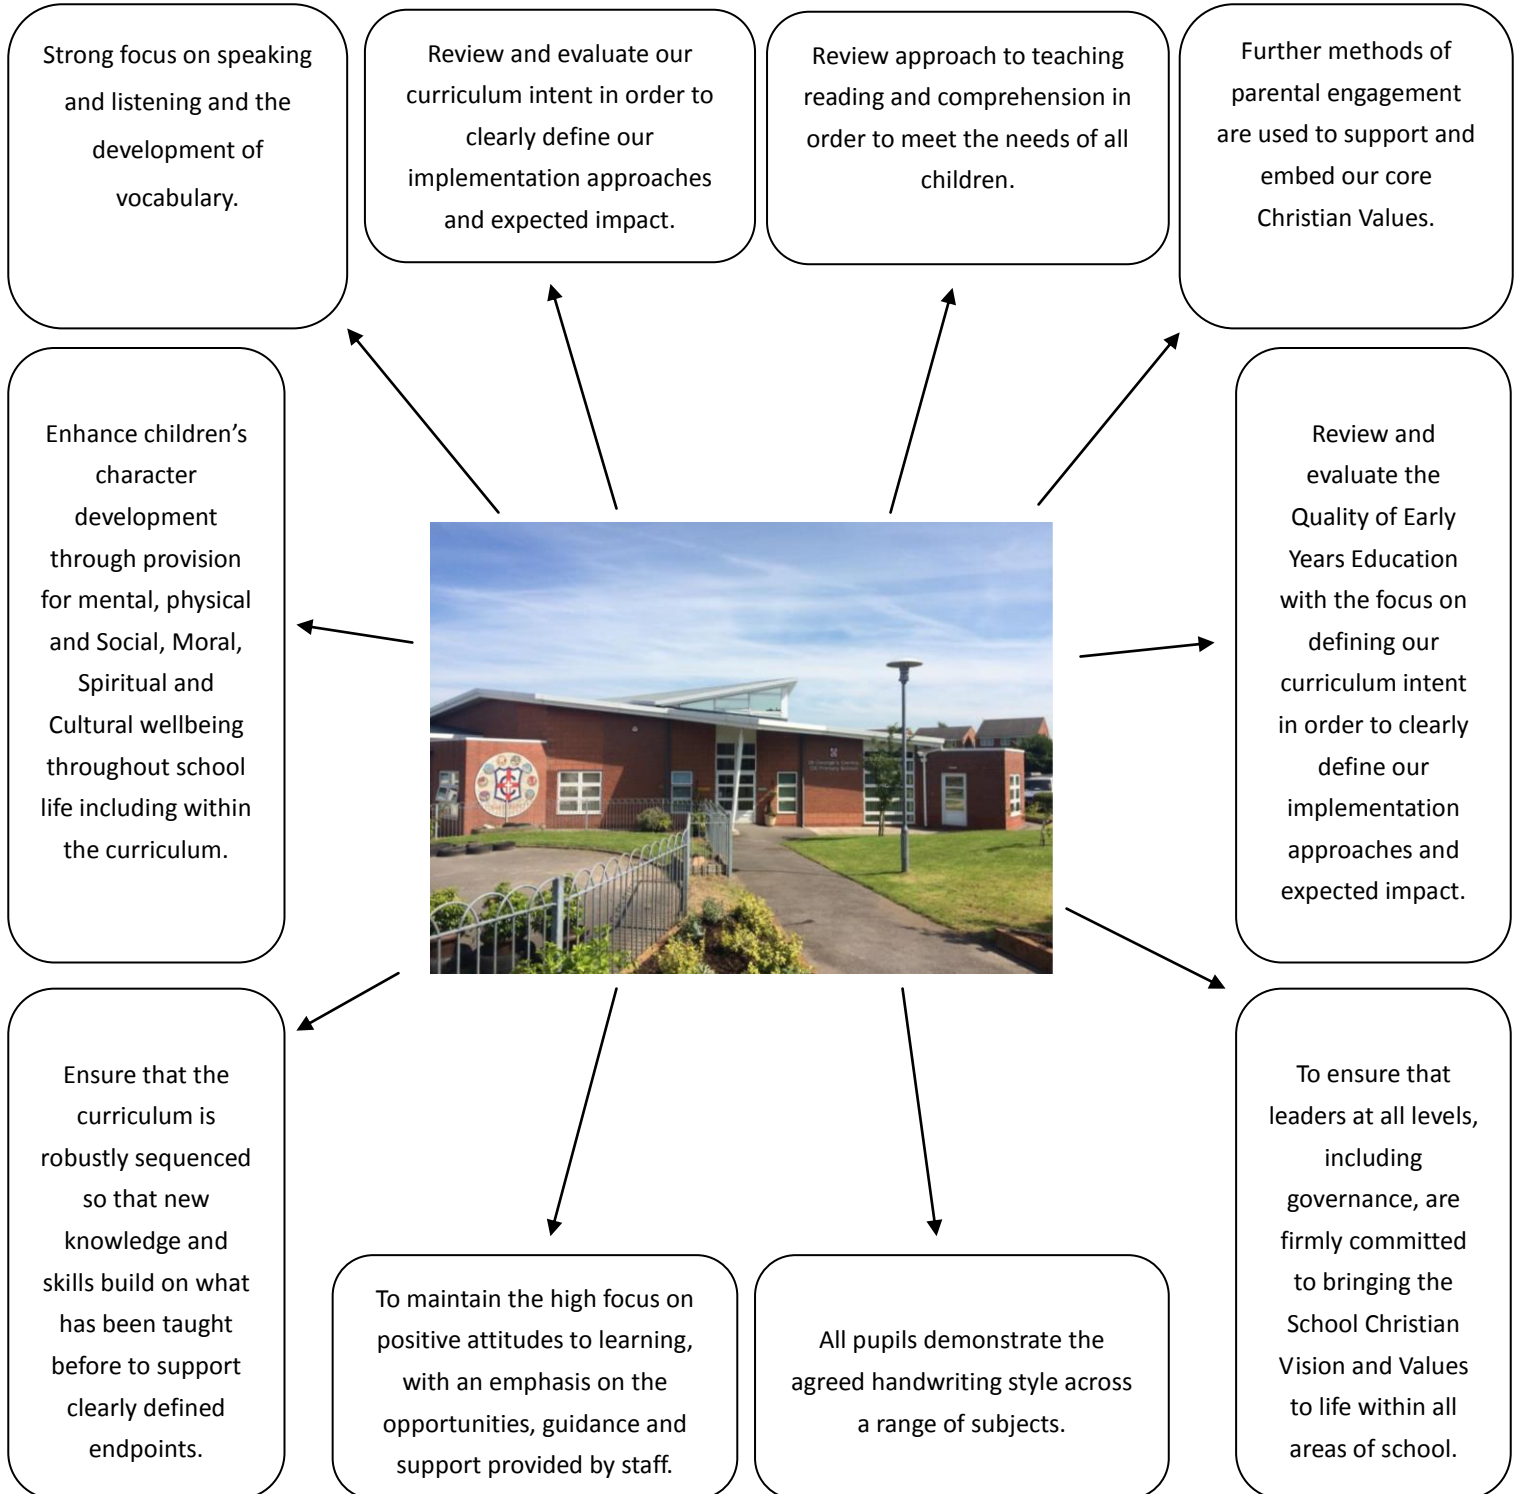 Strong focus on speaking
and listening and the
development of
vocabulary.
Review and evaluate our
curriculum intent in order to
clearly define our
implementation approaches
and expected impact.
Review approach to teaching
reading and comprehension in
order to meet the needs of all
children.
Further methods of
parental engagement
are used to support and
embed our core
Christian Values.
Enhance children’s
character
development
through provision
for mental, physical
and Social, Moral,
Spiritual and
Cultural wellbeing
throughout school
life including within
the curriculum.
Review and
evaluate the
Quality of Early
Years Education
with the focus on
defining our
curriculum intent
in order to clearly
define our
implementation
approaches and
expected impact.
St George's Central
CE Primary School
Ensure that the
curriculum is
robustly sequenced
so that new
knowledge and
skills build on what
has been taught
before to support
clearly defined
endpoints.
To maintain the high focus on
positive attitudes to learning,
with an emphasis on the
opportunities, guidance and
support provided by staff.
All pupils demonstrate the
agreed handwriting style across
a range of subjects.
To ensure that
leaders at all levels,
including
governance, are
firmly committed
to bringing the
School Christian
Vision and Values
to life within all
areas of school.